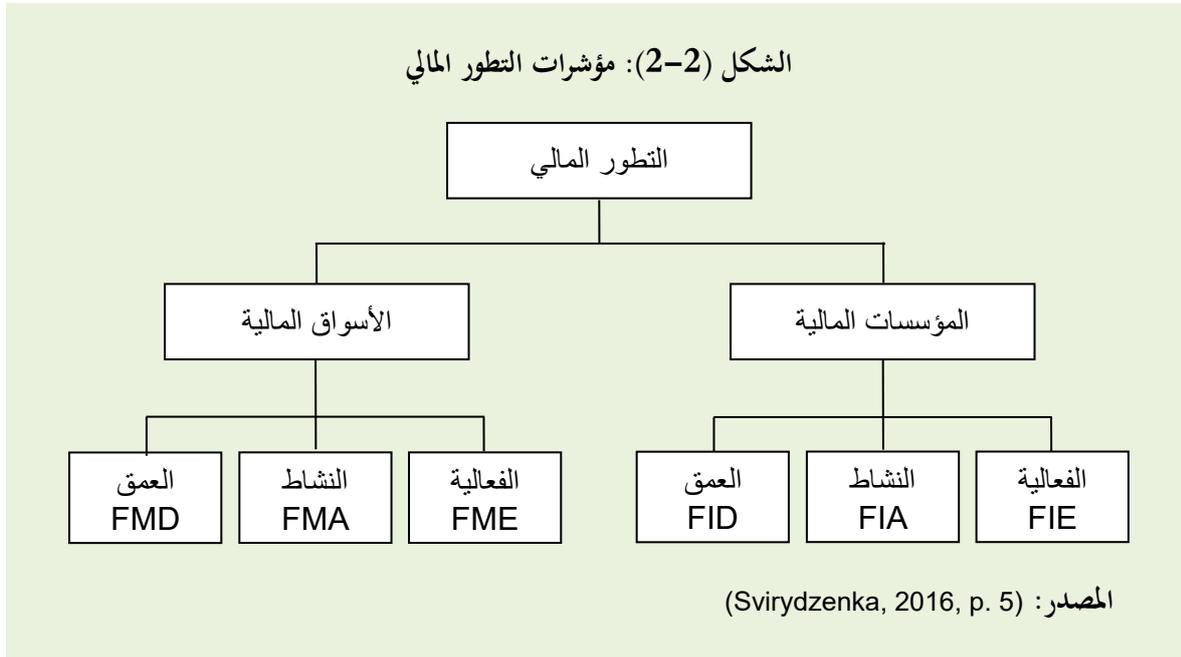 الشكل (2-2): مؤشرات التطور المالي
التطور المالي
المؤسسات المالية
الأسواق المالية
الفعالية
FIE
النشاط
FIA
العمق
FID
الفعالية
FME
النشاط
FMA
العمق
FMD
المصدر: (Svirydzenka, 2016, p. 5)